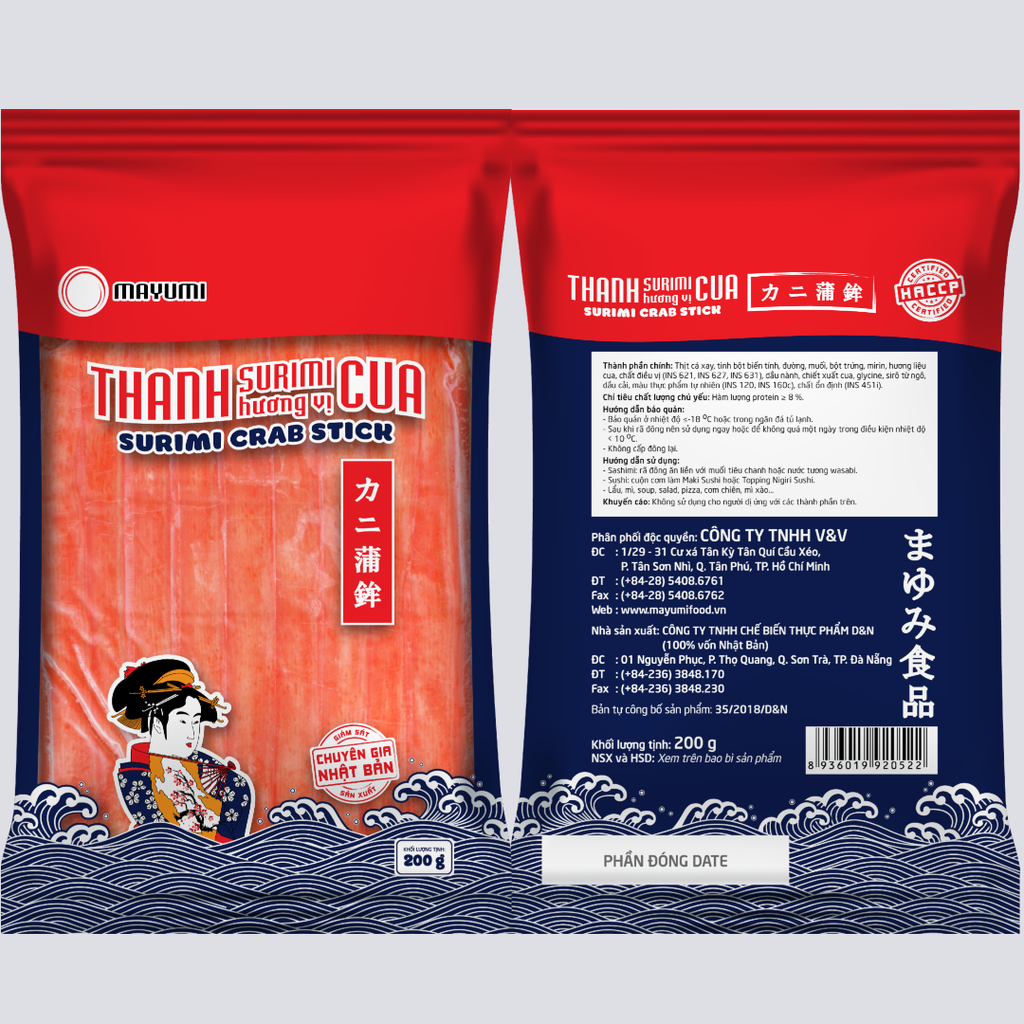 MAYUMI
THANH SURIMI hương vị CUA
SURIMI CRAB STICK
カニ蒲鉾
GIÁM SÁT
CHUYÊN GIA
NHẬT BẢN
SẢN XUẤT
KHỐI LƯỢNG TỊNH:
200 g
THANH SURIMI hương vị CUA
SURIMI CRAB STICK
カニ蒲鉾
CERTIFIED
HACCP
CERTIFIED
Thành phần chính: Thịt cá xay, tinh bột biến tính, đường, muối, bột trứng, mirin, hương liệu
cua, chất điều vị (INS 621, INS 627, INS 631), dầu nành, chiết xuất cua, glycine, sirô từ ngô,
dầu cải, màu thực phẩm tự nhiên (INS 120, INS 160c), chất ổn định (INS 451i).
Chỉ tiêu chất lượng chủ yếu: Hàm lượng protein ≥ 8 %.
Hướng dẫn bảo quản:
- Bảo quản ở nhiệt độ ≤-18 ⁰C hoặc trong ngăn đá tủ lạnh.
- Sau khi rã đông nên sử dụng ngay hoặc để không quá một ngày trong điều kiện nhiệt độ
< 10 ⁰C.
- Không cấp đông lại.
Hướng dẫn sử dụng:
- Sashimi: rã đông ăn liền với muối tiêu chanh hoặc nước tương wasabi.
- Sushi: cuộn cơm làm Maki Sushi hoặc Topping Nigiri Sushi.
- Lẩu, mì, soup, salad, pizza, cơm chiên, mì xào...
Khuyến cáo: Không sử dụng cho người dị ứng với các thành phần trên.
Phân phối độc quyền: CÔNG TY TNHH V&V
ĐC : 1/29 - 31 Cư xá Tân Kỳ Tân Quí Cầu Xéo,
P. Tân Sơn Nhì, Q. Tân Phú, TP. Hồ Chí Minh
ĐT : (+84-28) 5408.6761
Fax : (+84-28) 5408.6762
Web : www.mayumifood.vn
Nhà sản xuất: CÔNG TY TNHH CHẾ BIẾN THỰC PHẨM D&N
(100% vốn Nhật Bản)
ĐC : 01 Nguyễn Phục, P. Thọ Quang, Q. Sơn Trà, TP. Đà Nẵng
ĐT : (+84-236) 3848.170
Fax : (+84-236) 3848.230
Bản tự công bố sản phẩm: 35/2018/D&N
まゆみ食品
Khối lượng tịnh: 200 g
NSX và HSD: Xem trên bao bì sản phẩm
8 936019 920522
PHẦN ĐÓNG DATE